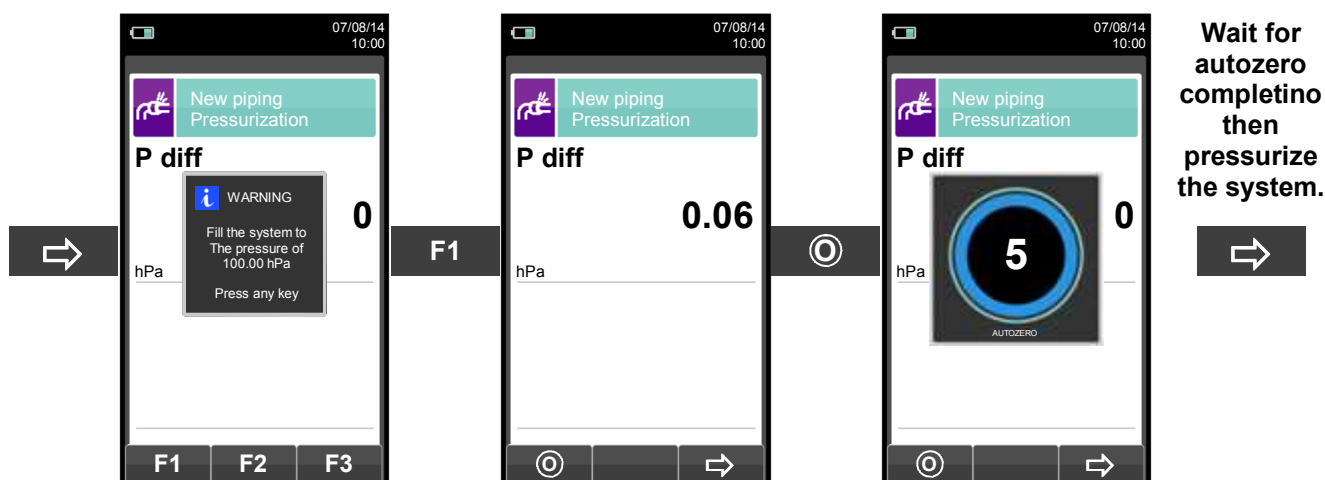 07/08/14
10:00
New piping
Pressurization
P diff
WARNING
Fill the system to
The pressure of
100.00 hPa
Press any key
0
hPa
F1 F2 F3
F1
07/08/14
10:00
New piping
Pressurization
P diff
0.06
hPa
07/08/14
10:00
New piping
Pressurization
P diff
5
AUTOZERO
0
hPa
Wait for
autozero
completino
then
pressurize
the system.